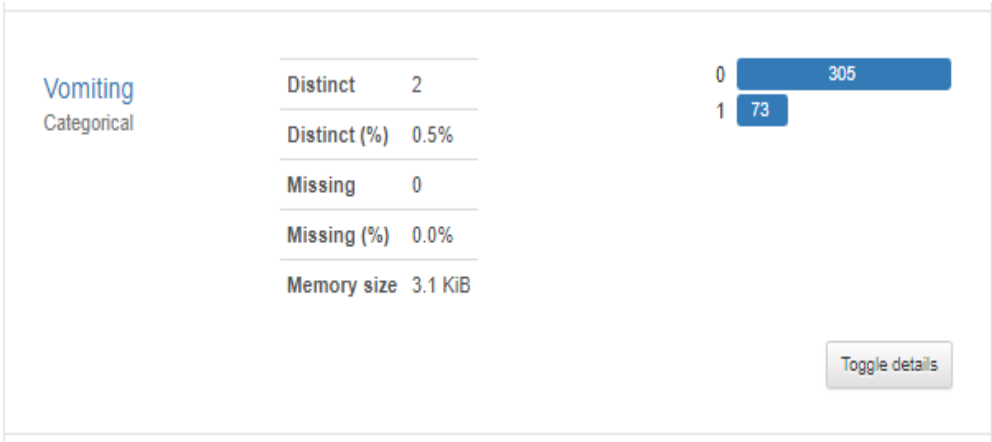 Vomiting
Categorical
Distinct 2
Distinct (%) 0.5%
Missing 0
Missing (%) 0.0%
Memory size 3.1 KiB
0 305
1 73
Toggle details